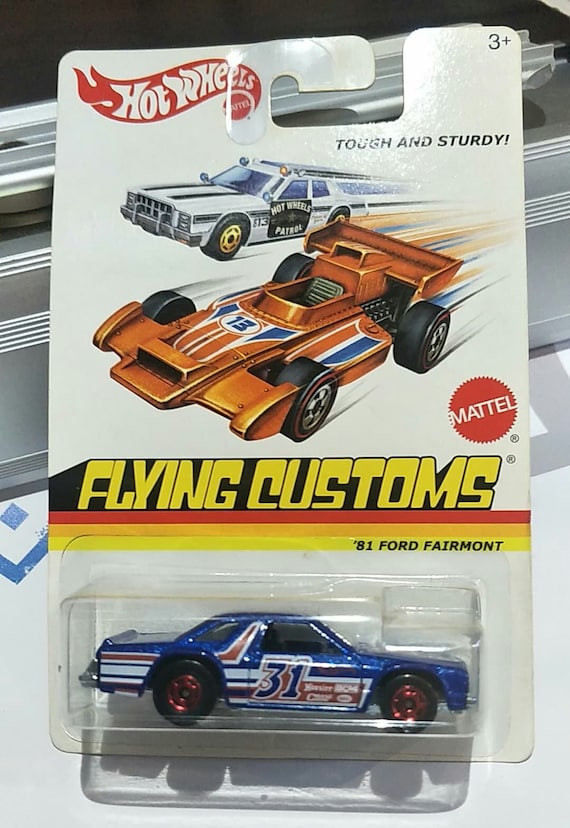 3+
HOT WHEELS
MATTEL
TOUGH AND STURDY!
HOT WHEELS
PATROL
13
MATTEL
®
FLYING CUSTOMS®
'81 FORD FAIRMONT
31